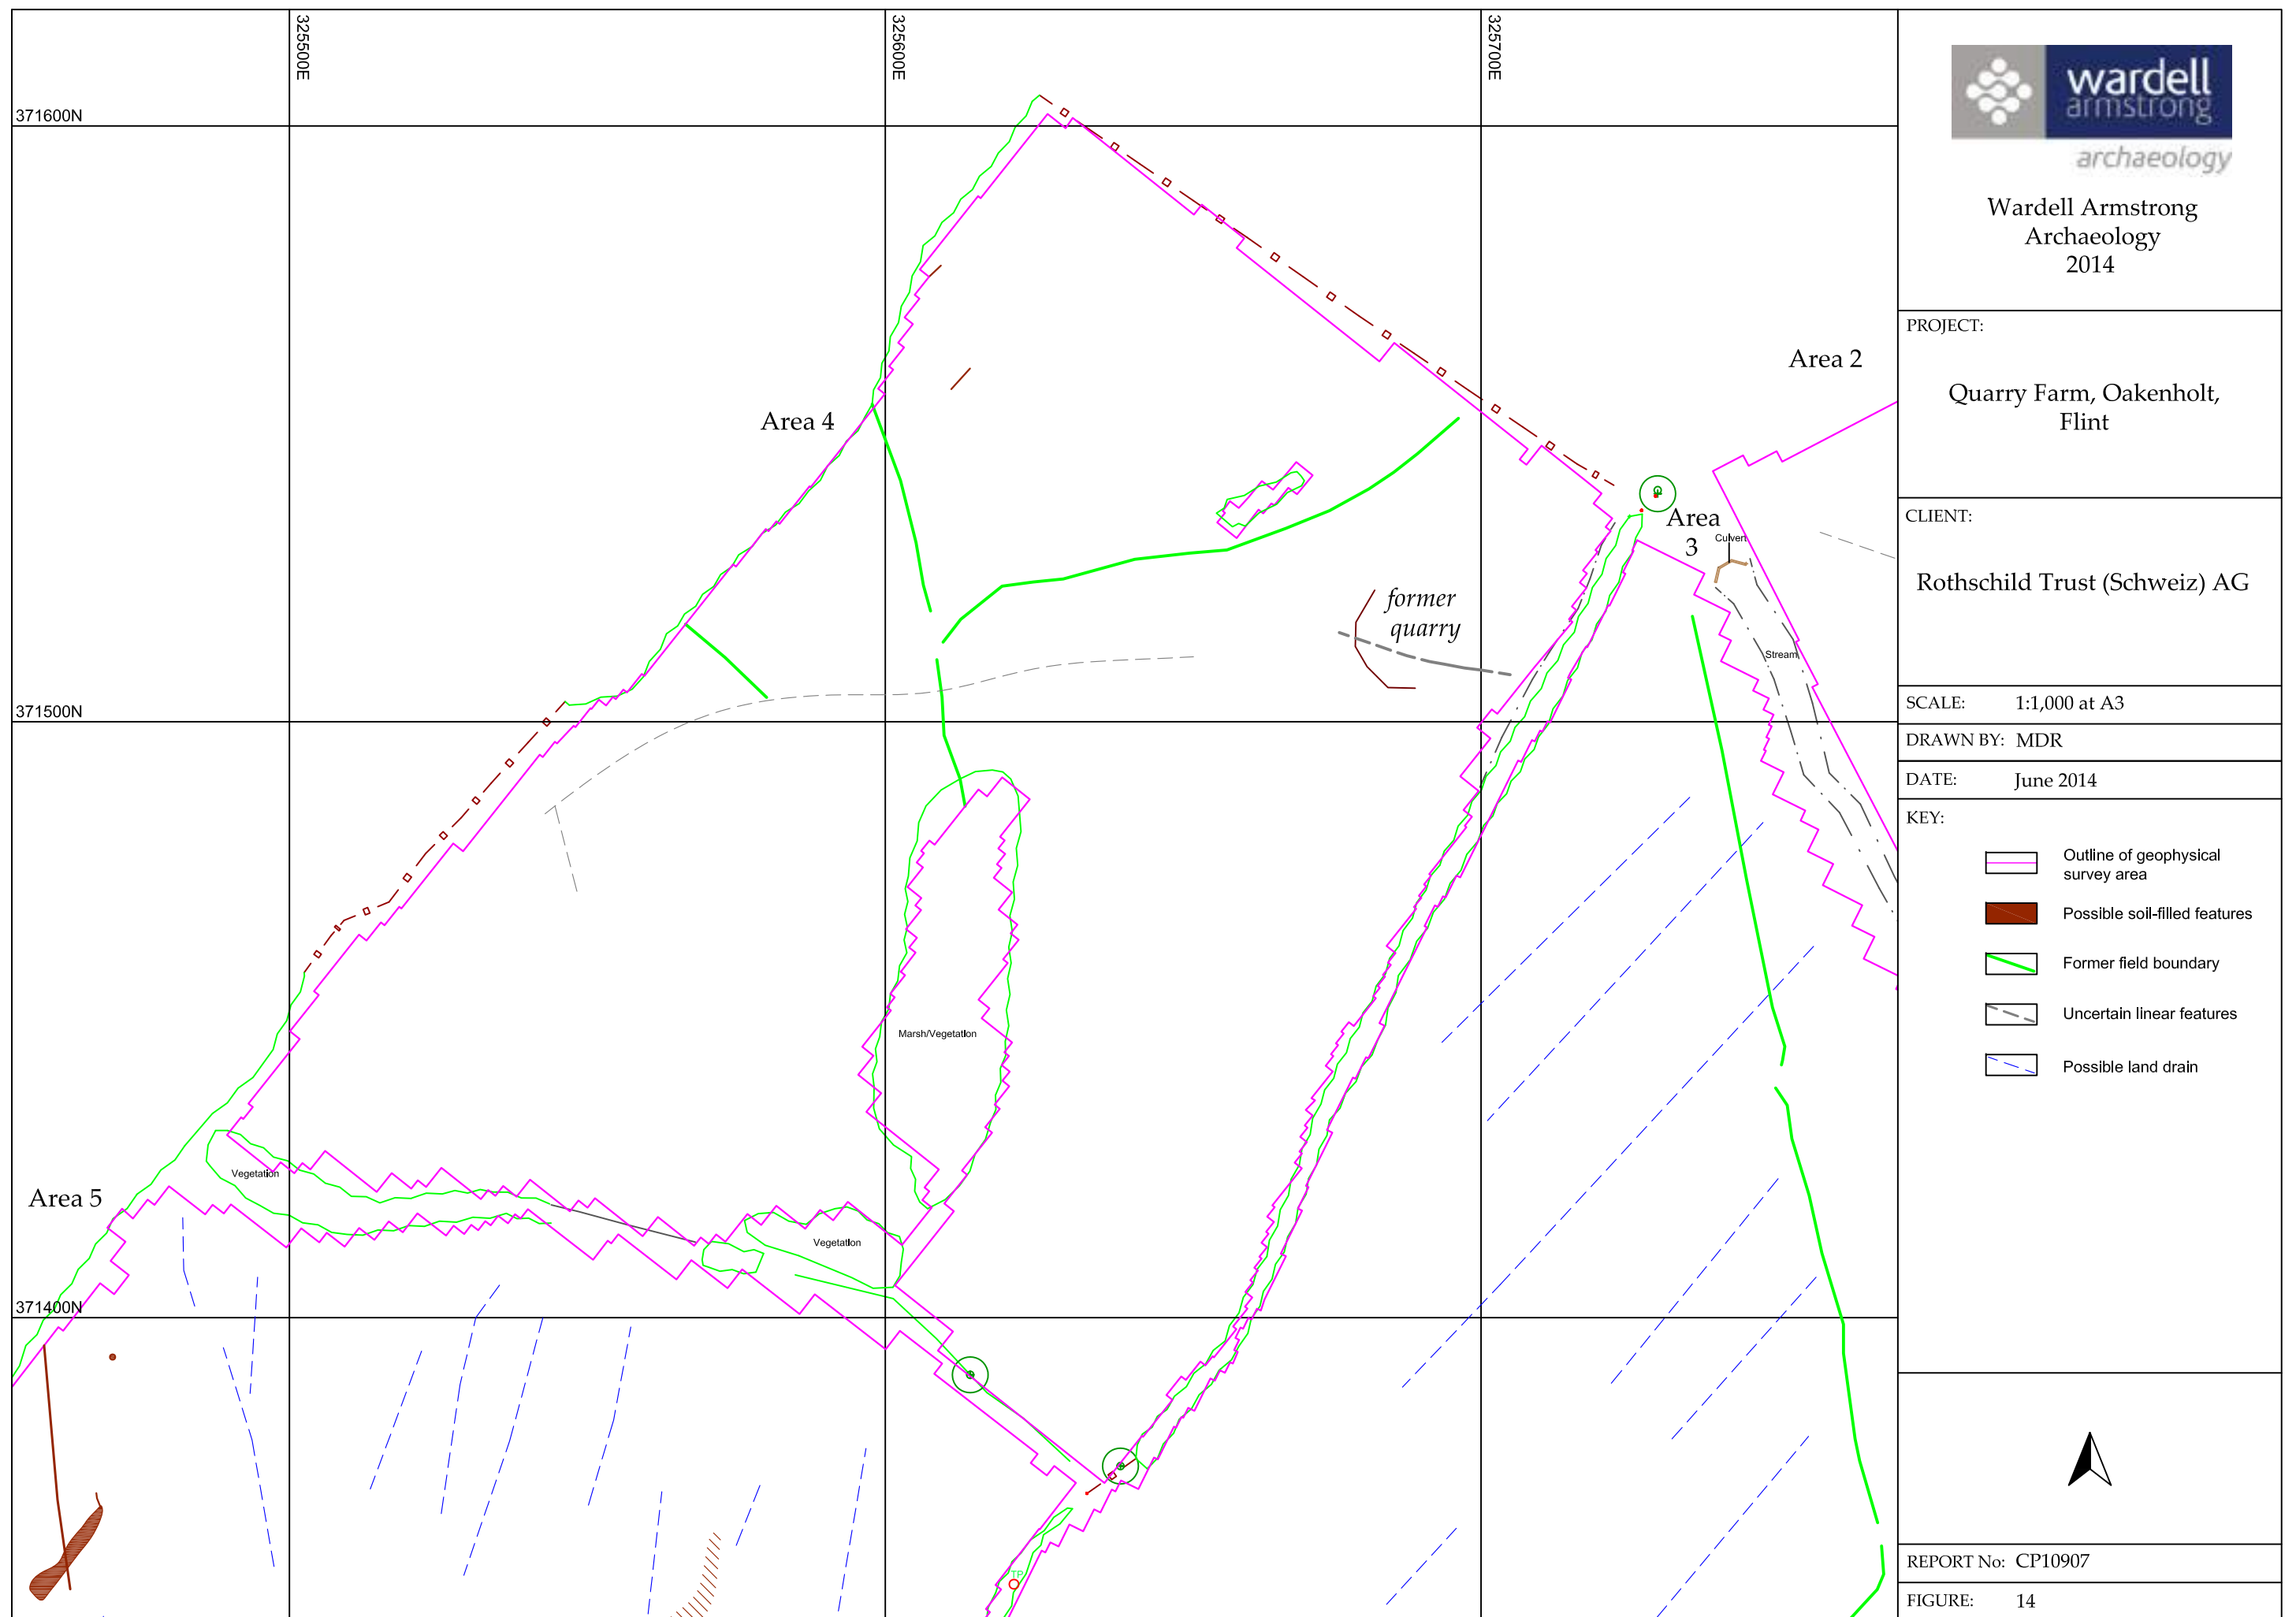 325500E
325600E
325700E
371600N
371500N
371400N
Area 2
Area 4
Area
3
Culvert
former
quarry
Stream
Marsh/Vegetation
Vegetation
Vegetation
Area 5
TP
wardell
armstrong
archaeology
Wardell Armstrong
Archaeology
2014
PROJECT:
Quarry Farm, Oakenholt,
Flint
CLIENT:
Rothschild Trust (Schweiz) AG
SCALE: 1:1,000 at A3
DRAWN BY: MDR
DATE: June 2014
KEY:
Outline of geophysical
survey area
Possible soil-filled features
Former field boundary
Uncertain linear features
Possible land drain
REPORT No: CP10907
FIGURE: 14